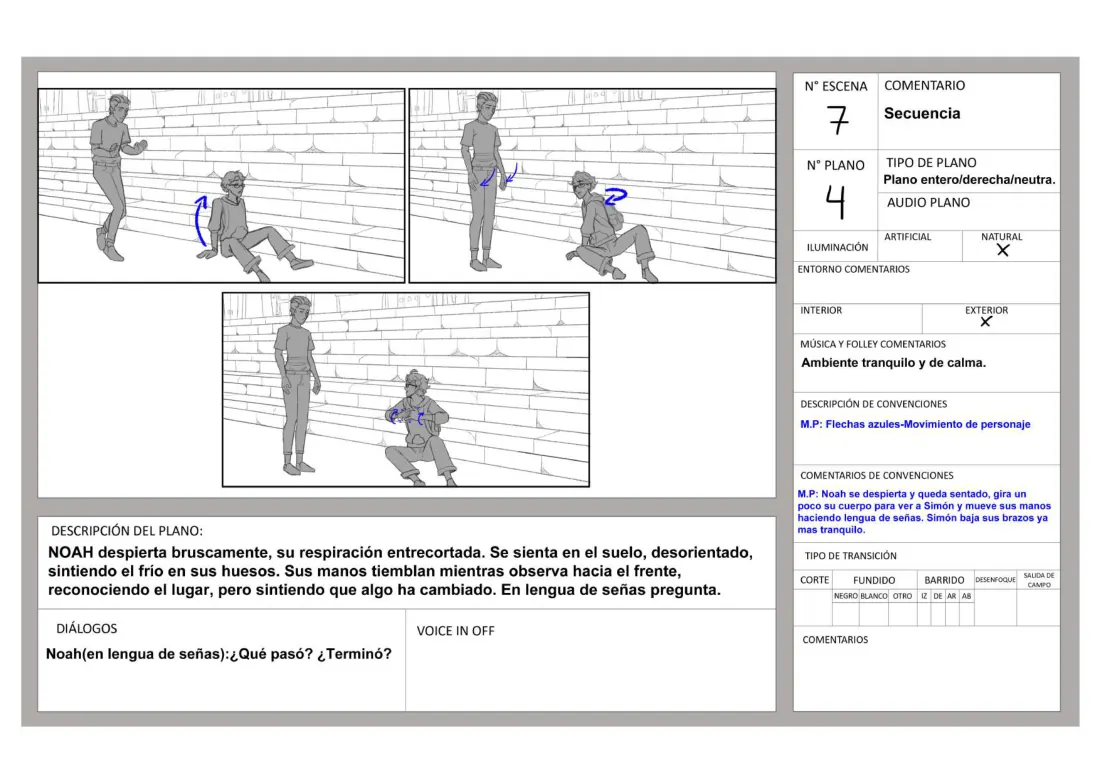 N° ESCENA
7
COMENTARIO
Secuencia
N° PLANO
4
TIPO DE PLANO
Plano entero/derecha/neutra.
AUDIO PLANO
ILUMINACIÓN
ARTIFICIAL
NATURAL
X
ENTORNO COMENTARIOS
INTERIOR
EXTERIOR
X
MÚSICA Y FOLLEY COMENTARIOS
Ambiente tranquilo y de calma.
DESCRIPCIÓN DE CONVENCIONES
M.P: Flechas azules-Movimiento de personaje
COMENTARIOS DE CONVENCIONES
M.P: Noah se despierta y queda sentado, gira un
poco su cuerpo para ver a Simón y mueve sus manos
haciendo lengua de señas. Simón baja sus brazos ya
mas tranquilo.
TIPO DE TRANSICIÓN
CORTE
FUNDIDO
BARRIDO
DESENFOQUE
SALIDA DE
CAMPO
NEGRO BLANCO OTRO IZ DE AR AB
COMENTARIOS
DESCRIPCIÓN DEL PLANO:
NOAH despierta bruscamente, su respiración entrecortada. Se sienta en el suelo, desorientado,
sintiendo el frío en sus huesos. Sus manos tiemblan mientras observa hacia el frente,
reconociendo el lugar, pero sintiendo que algo ha cambiado. En lengua de señas pregunta.
DIÁLOGOS
Noah(en lengua de señas):¿Qué pasó? ¿Terminó?
VOICE IN OFF